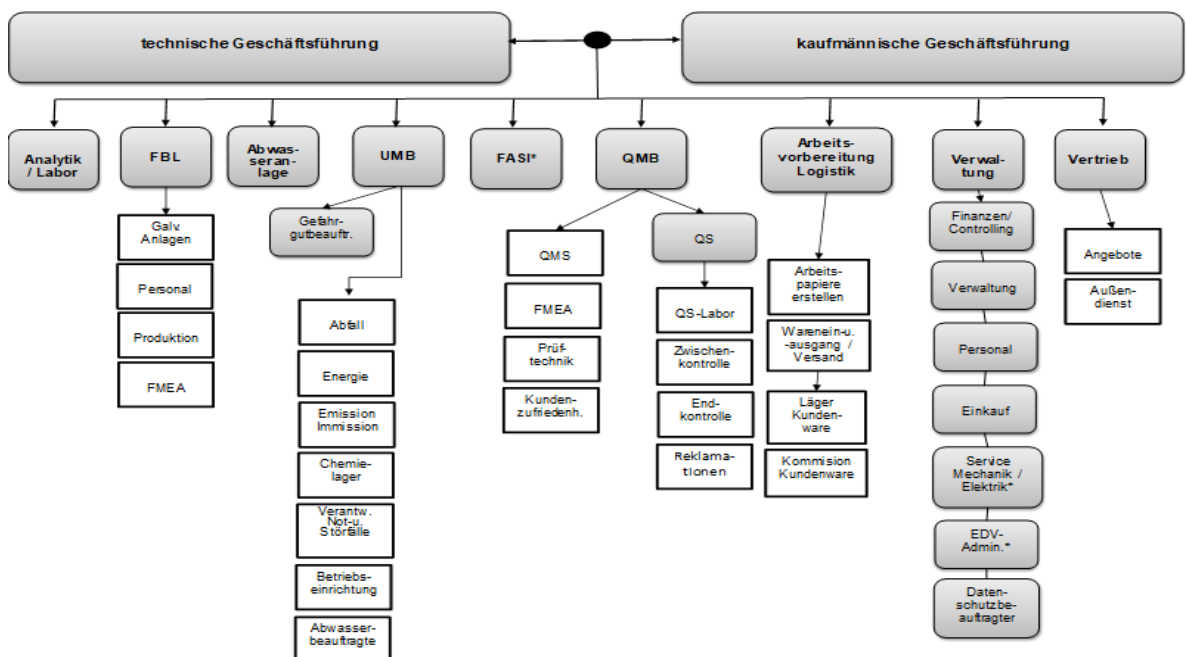 technische Geschäftsführung
kaufmännische Geschäftsführung
Analytik
/ Labor
FBL
Abwas-
seran-
lage
UMB
FASI*
QMB
Arbeits-
vorbereitung
Logistik
Verwal-
tung
Vertrieb
Galv.
Anlagen
Personal
Produktion
FMEA
Gefahr-
gutbeauftr.
Abfall
Energie
Emission
Immission
Chemie-
lager
Verantw.
Not-u.
Störfälle
Betriebs-
einrichtung
Abwasser-
beauftragte
QMS
FMEA
Prüf-
technik
Kunden-
zufriedenh.
QS
QS-Labor
Zwischen-
kontrolle
End-
kontrolle
Reklama-
tionen
Arbeits-
papiere
erstellen
Warenein-u.
-ausgang /
Versand
Läger
Kunden-
ware
Kommision
Kundenware
Finanzen/
Controlling
Verwaltung
Personal
Einkauf
Service
Mechanik /
Elektrik*
EDV-
Admin.*
Daten-
schutzbe-
auftragter
Angebote
Außen-
dienst